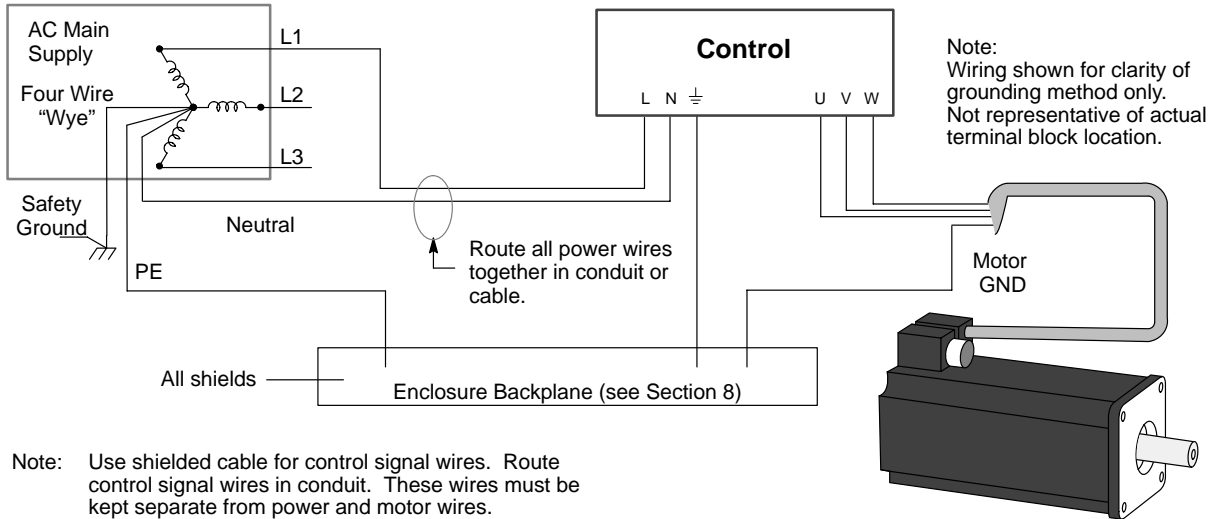 AC Main
Supply
Four Wire
“Wye”
L1
L2
L3
Safety
Ground
PE
Neutral
Route all power wires
together in conduit or
cable.
Control
L N
U V W
Note:
Wiring shown for clarity of
grounding method only.
Not representative of actual
terminal block location.
Motor
GND
All shields
Enclosure Backplane (see Section 8)
Note: Use shielded cable for control signal wires. Route
control signal wires in conduit. These wires must be
kept separate from power and motor wires.